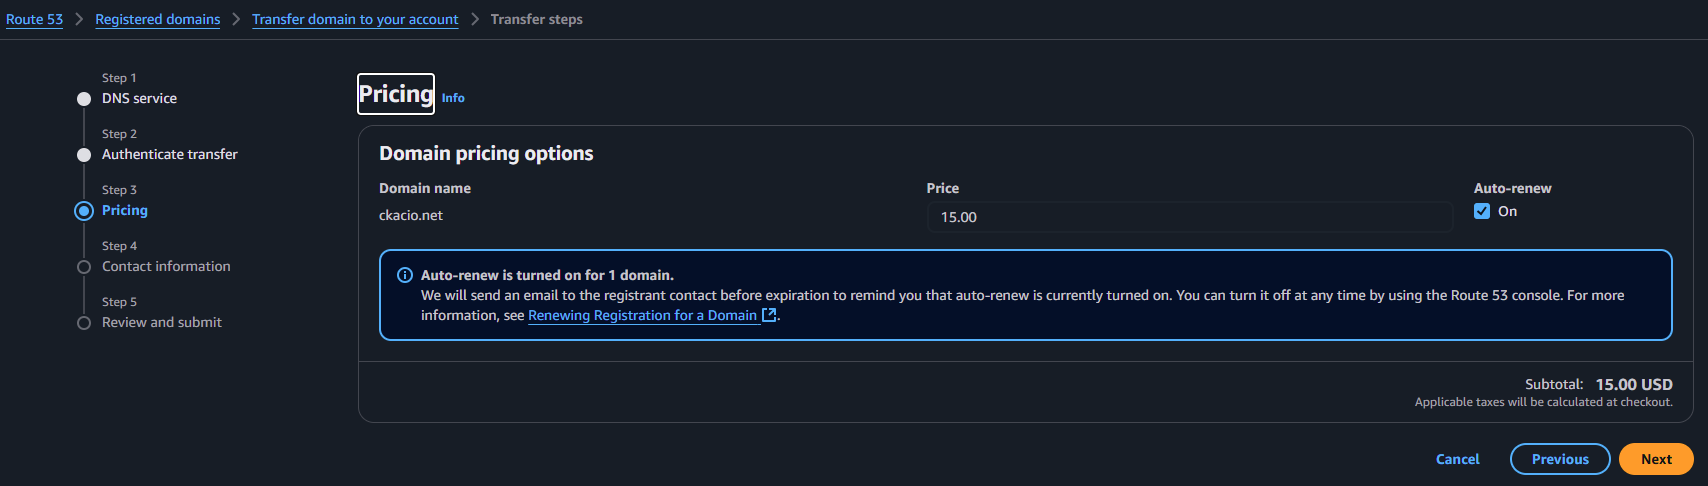 Route 53 > Registered domains > Transfer domain to your account > Transfer steps
Step 1
DNS service
Step 2
Authenticate transfer
Step 3
Pricing
Step 4
Contact information
Step 5
Review and submit
Pricing Info
Domain pricing options
Domain name Price Auto-renew
ckacio.net 15.00 On
Auto-renew is turned on for 1 domain.
We will send an email to the registrant contact before expiration to remind you that auto-renew is currently turned on. You can turn it off at any time by using the Route 53 console. For more
information, see Renewing Registration for a Domain.
Subtotal: 15.00 USD
Applicable taxes will be calculated at checkout.
Cancel Previous Next